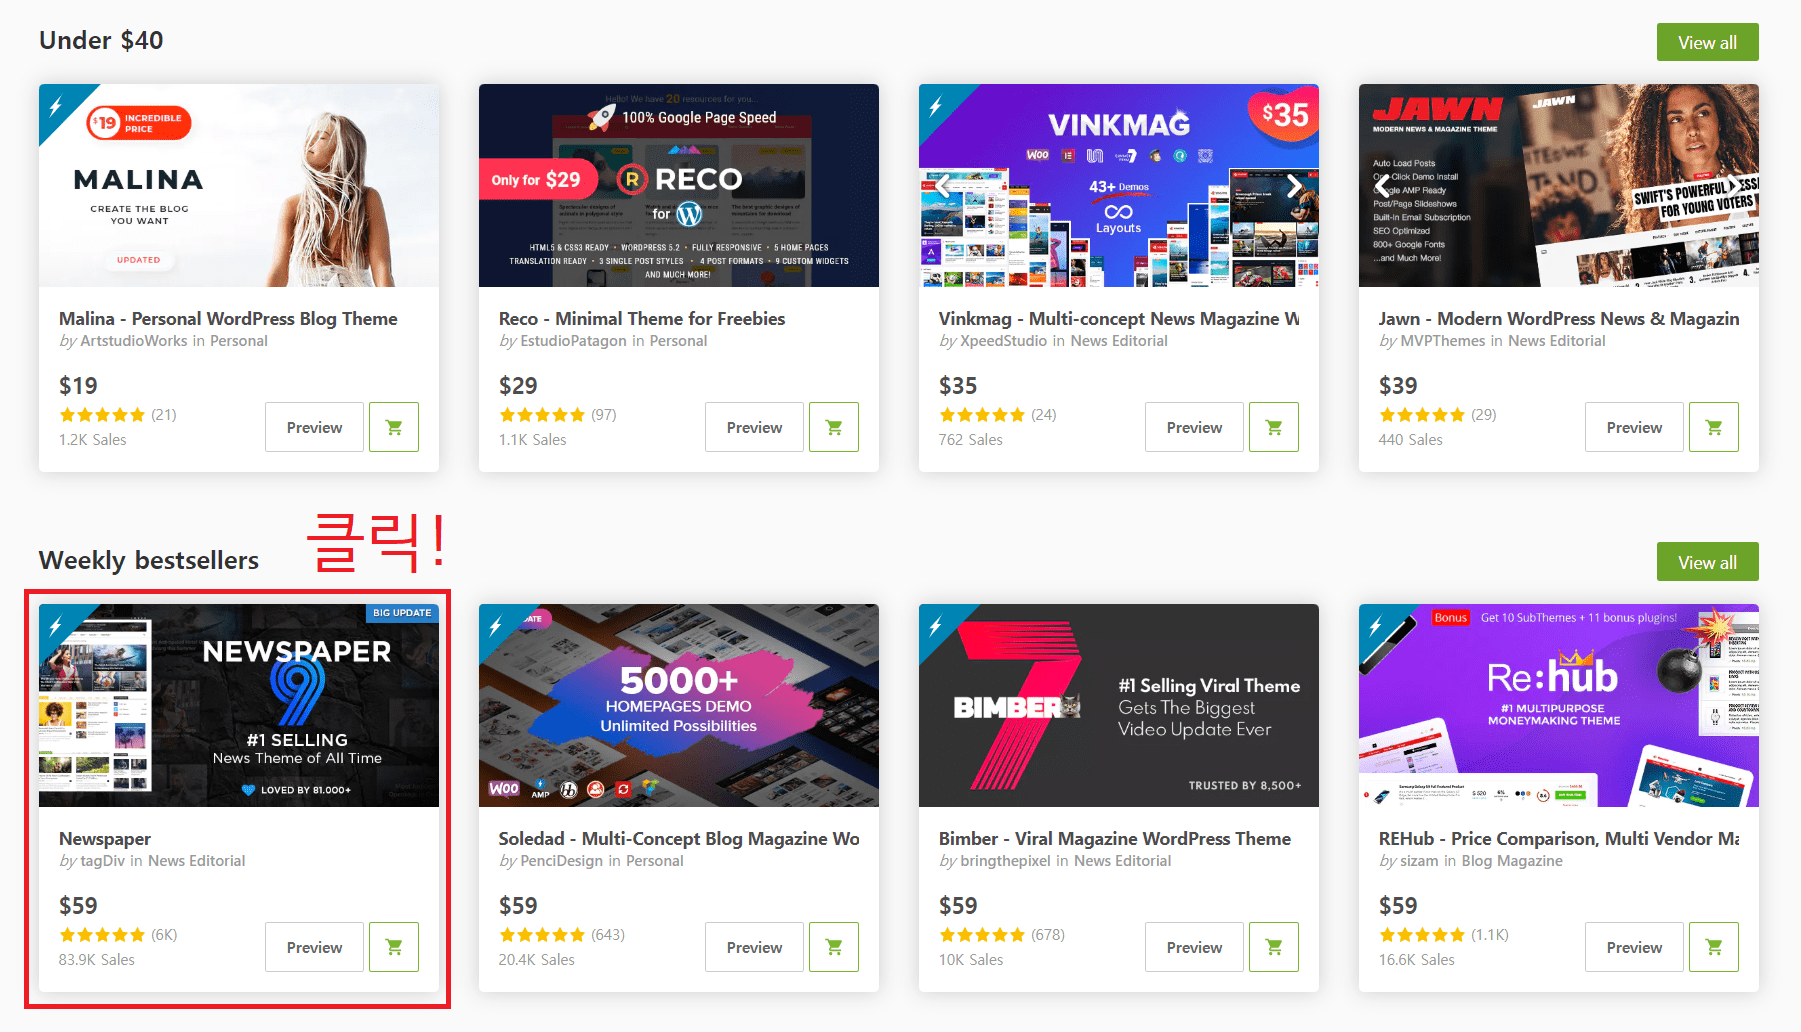 Under $40
View all
$19 INCREDIBLE PRICE
MALINA
CREATE THE BLOG
YOU WANT
UPDATED
Malina - Personal WordPress Blog Theme
by ArtstudioWorks in Personal
$19
(21)
1.2K Sales
Preview
Hello! We have 20 resources for you...
100% Google Page Speed
Only for $29
R RECO
for W
HTML5 & CSS3 READY • WORDPRESS 5.2 • FULLY RESPONSIVE • 5 HOME PAGES
TRANSLATION READY • 3 SINGLE POST STYLES • 4 POST FORMATS • 9 CUSTOM WIDGETS
AND MUCH MORE!
Reco - Minimal Theme for Freebies
by EstudioPatagon in Personal
$29
(97)
1.1K Sales
Preview
$35
VINKMAG
WOO
43+ Demos
Layouts
Vinkmag - Multi-concept News Magazine W
by XpeedStudio in News Editorial
$35
(24)
762 Sales
Preview
JAWN
MODERN NEWS & MAGAZINE THEME
JAWN
Auto Load Posts
One-Click Demo Install
Google AMP Ready
Post/Page Slideshows
Built-In Email Subscription
SEO Optimized
800+ Google Fonts
...and Much More!
SWIFT'S POWERFUL
FOR YOUNG VOTERS
Jawn - Modern WordPress News & Magazin
by MVPThemes in News Editorial
$39
(29)
440 Sales
Preview
클릭!
Weekly bestsellers
View all
BIG UPDATE
NEWSPAPER
9
#1 SELLING
News Theme of All Time
LOVED BY 81.000+
Newspaper
by tagDiv in News Editorial
$59
(6K)
83.9K Sales
Preview
5000+
HOMEPAGES DEMO
Unlimited Possibilities
WOO
AMP
Soledad - Multi-Concept Blog Magazine Wo
by PenciDesign in Personal
$59
(643)
20.4K Sales
Preview
7
BIMBER
#1 Selling Viral Theme
Gets The Biggest
Video Update Ever
TRUSTED BY 8,500+
Bimber - Viral Magazine WordPress Theme
by bringthepixel in News Editorial
$59
(678)
10K Sales
Preview
Bonus Get 10 SubThemes + 11 bonus plugins!
Re:hub
#1 MULTIPURPOSE
MONEYMAKING THEME
REHub - Price Comparison, Multi Vendor Ma
by sizam in Blog Magazine
$59
(1.1K)
16.6K Sales
Preview